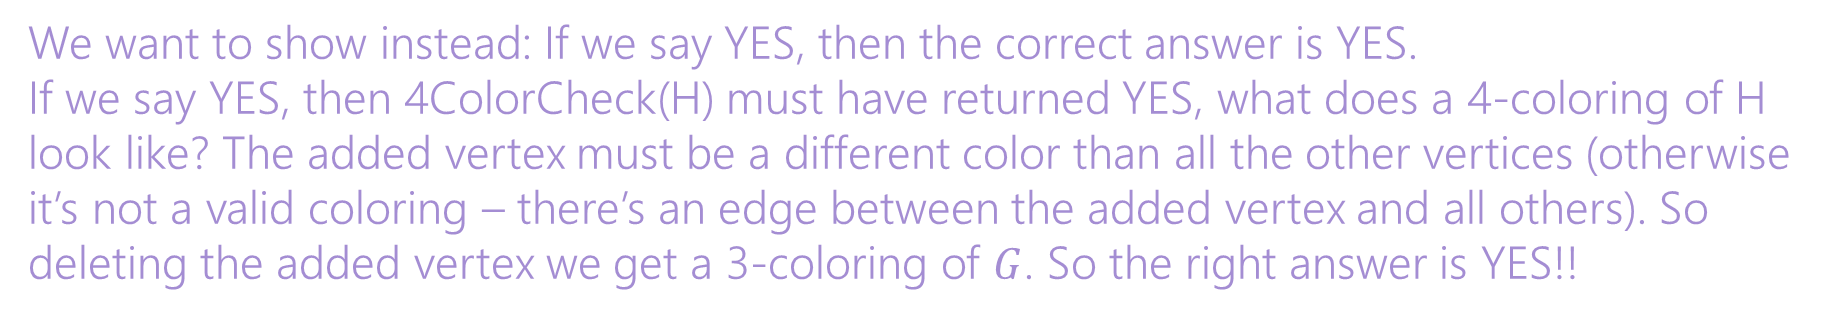 We want to show instead: If we say YES, then the correct answer is YES.
If we say YES, then 4ColorCheck(H) must have returned YES, what does a 4-coloring of H
look like? The added vertex must be a different color than all the other vertices (otherwise
it’s not a valid coloring – there’s an edge between the added vertex and all others). So
deleting the added vertex we get a 3-coloring of 𝐺. So the right answer is YES!!